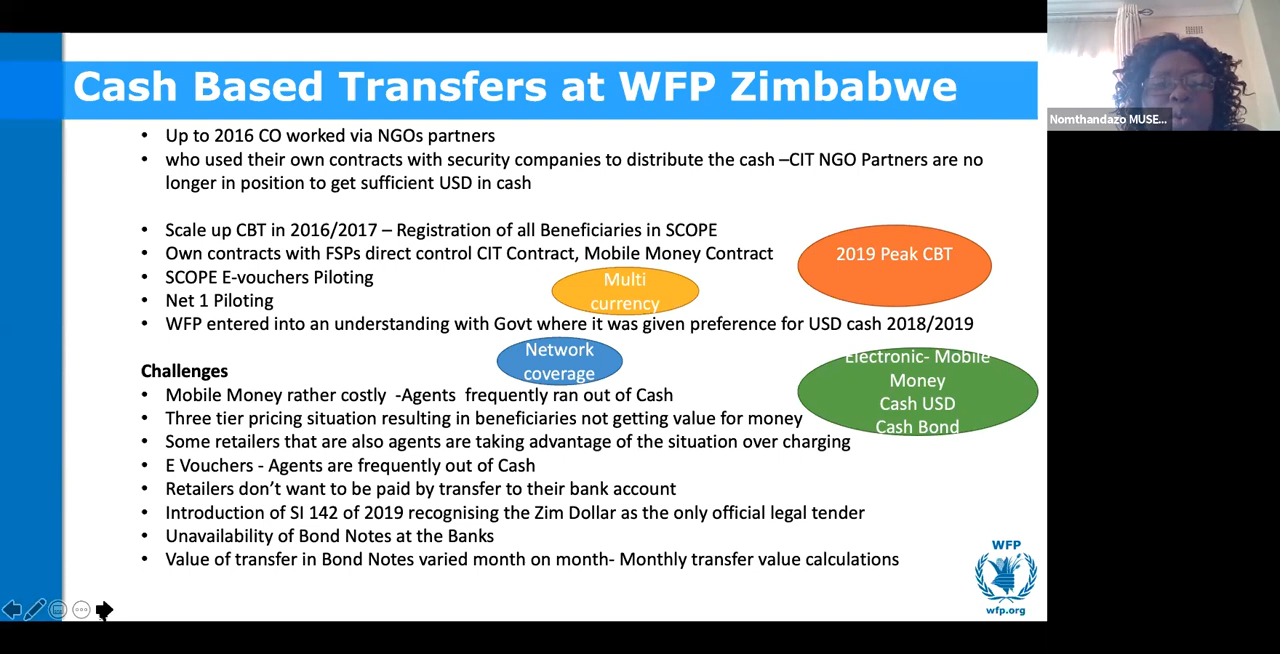 Cash Based Transfers at WFP Zimbabwe
Nomthandazo MUSE...
• Up to 2016 CO worked via NGOs partners
• who used their own contracts with security companies to distribute the cash –CIT NGO Partners are no
longer in position to get sufficient USD in cash
• Scale up CBT in 2016/2017 – Registration of all Beneficiaries in SCOPE
• Own contracts with FSPs direct control CIT Contract, Mobile Money Contract
• SCOPE E-vouchers Piloting
• Net 1 Piloting
• WFP entered into an understanding with Govt where it was given preference for USD cash 2018/2019
2019 Peak CBT
Multi
currency
Network
coverage
Electronic- Mobile
Money
Cash USD
Cash Bond
Challenges
• Mobile Money rather costly -Agents frequently ran out of Cash
• Three tier pricing situation resulting in beneficiaries not getting value for money
• Some retailers that are also agents are taking advantage of the situation over charging
• E Vouchers - Agents are frequently out of Cash
• Retailers don’t want to be paid by transfer to their bank account
• Introduction of SI 142 of 2019 recognising the Zim Dollar as the only official legal tender
• Unavailability of Bond Notes at the Banks
• Value of transfer in Bond Notes varied month on month- Monthly transfer value calculations
WFP
wfp.org